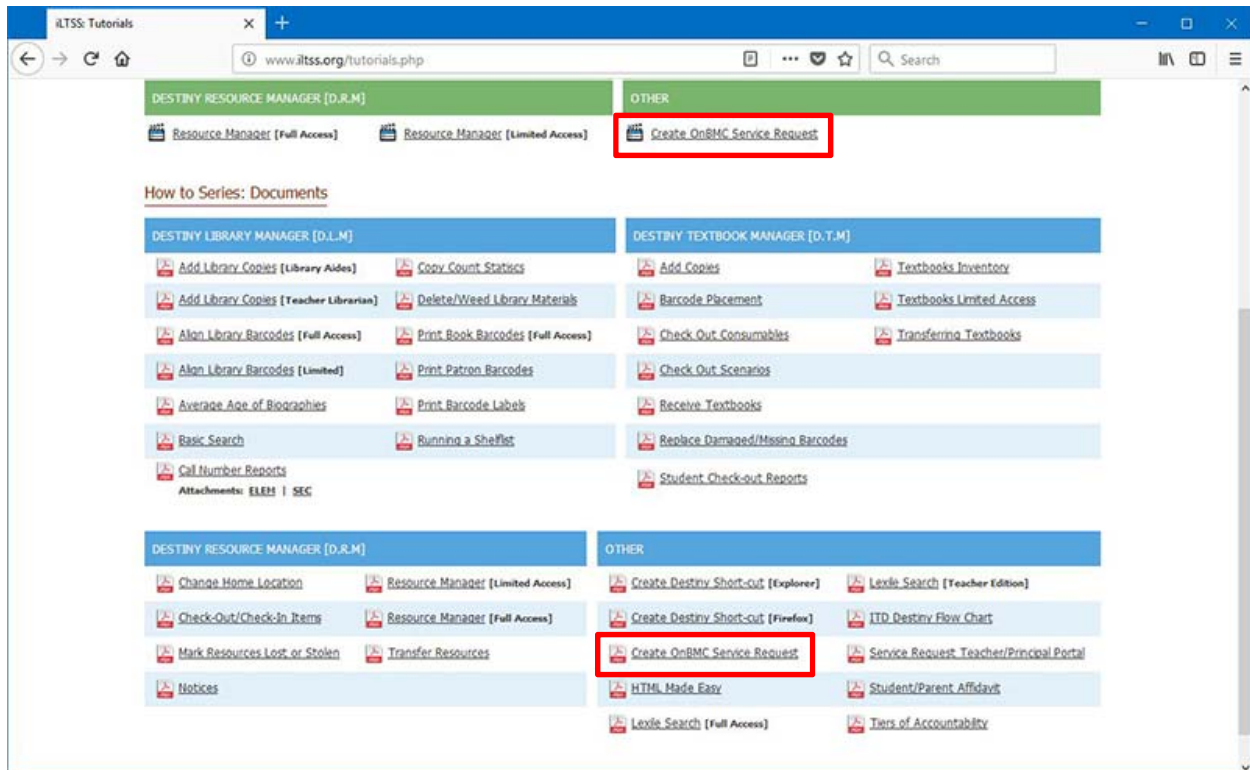 iLTSS: Tutorials
www.iltss.org/tutorials.php
Search
DESTINY RESOURCE MANAGER [D.R.M]
OTHER
Resource Manager [Full Access]
Resource Manager [Limited Access]
Create OnBMC Service Request
How to Series: Documents
DESTINY LIBRARY MANAGER [D.L.M]
DESTINY TEXTBOOK MANAGER [D.T.M]
Add Library Copies [Library Aides]
Copy Count Statiscs
Add Copies
Textbooks Inventory
Add Library Copies [Teacher Librarian]
Delete/Weed Library Materials
Barcode Placement
Textbooks Limited Access
Align Library Barcodes [Full Access]
Print Book Barcodes [Full Access]
Check Out Consumables
Transferring Textbooks
Align Library Barcodes [Limited]
Print Patron Barcodes
Check Out Scenarios
Average Age of Biographies
Print Barcode Labels
Receive Textbooks
Basic Search
Running a Shelflist
Replace Damaged/Missing Barcodes
Call Number Reports
Attachments: ELEM | SEC
Student Check-out Reports
DESTINY RESOURCE MANAGER [D.R.M]
OTHER
Change Home Location
Resource Manager [Limited Access]
Create Destiny Short-cut [Explorer]
Lexile Search [Teacher Edition]
Check-Out/Check-In Items
Resource Manager [Full Access]
Create Destiny Short-cut [Firefox]
ITD Destiny Flow Chart
Mark Resources Lost or Stolen
Transfer Resources
Create OnBMC Service Request
Service Request Teacher/Principal Portal
Notices
HTML Made Easy
Student/Parent Affidavit
Lexile Search [Full Access]
Tiers of Accountability